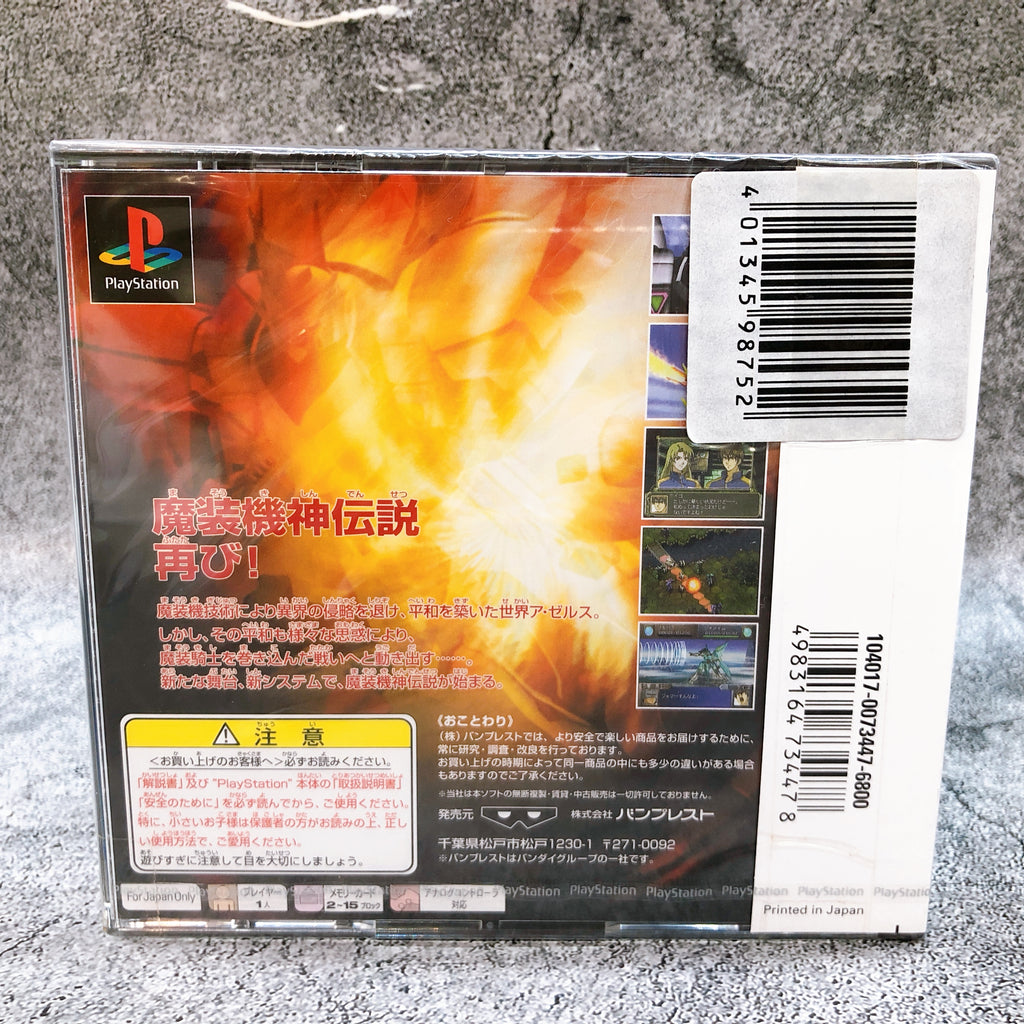 PlayStation
4 013459 8752
魔装機神伝説
再び!
魔装機技術により異界の侵略を退け、平和を築いた世界ア・ゼルス。
しかし、その平和も様々な思惑により、
魔装騎士を巻き込んだ戦いへと動き出す……。
新たな舞台、新システムで、魔装機神伝説が始まる。
注意
<お買い上げのお客様へ>必ずお読みください。
「解説書」及び"PlayStation"本体の「取扱説明書」
「安全のために」を必ず読んでから、ご使用ください。
特に、小さいお子様は保護者の方がお読みの上、正し
い使用方法で、ご愛用ください。
遊びすぎに注意して目を大切にしましょう。
《おことわり》
(株)バンプレストでは、より安全で楽しい商品をお届けするために、
常に研究・調査・改良を行っております。
お買い上げの時期によって同一商品の中にも多少の違いがある場合
もありますのでご了承ください。
※当社は本ソフトの無断複製・賃貸・中古販売は一切許可しておりません。
発売元 株式会社 バンプレスト
千葉県松戸市松戸1230-1 〒271-0092
※バンプレストはバンダイグループの一社です。
For Japan Only
プレイヤー
1人
メモリーカード
2~15 ブロック
アナログコントローラ
対応
PlayStation PlayStation PlayStation PlayStation PlayStation
104017-0073447-6800
4 983164 734478
Printed in Japan